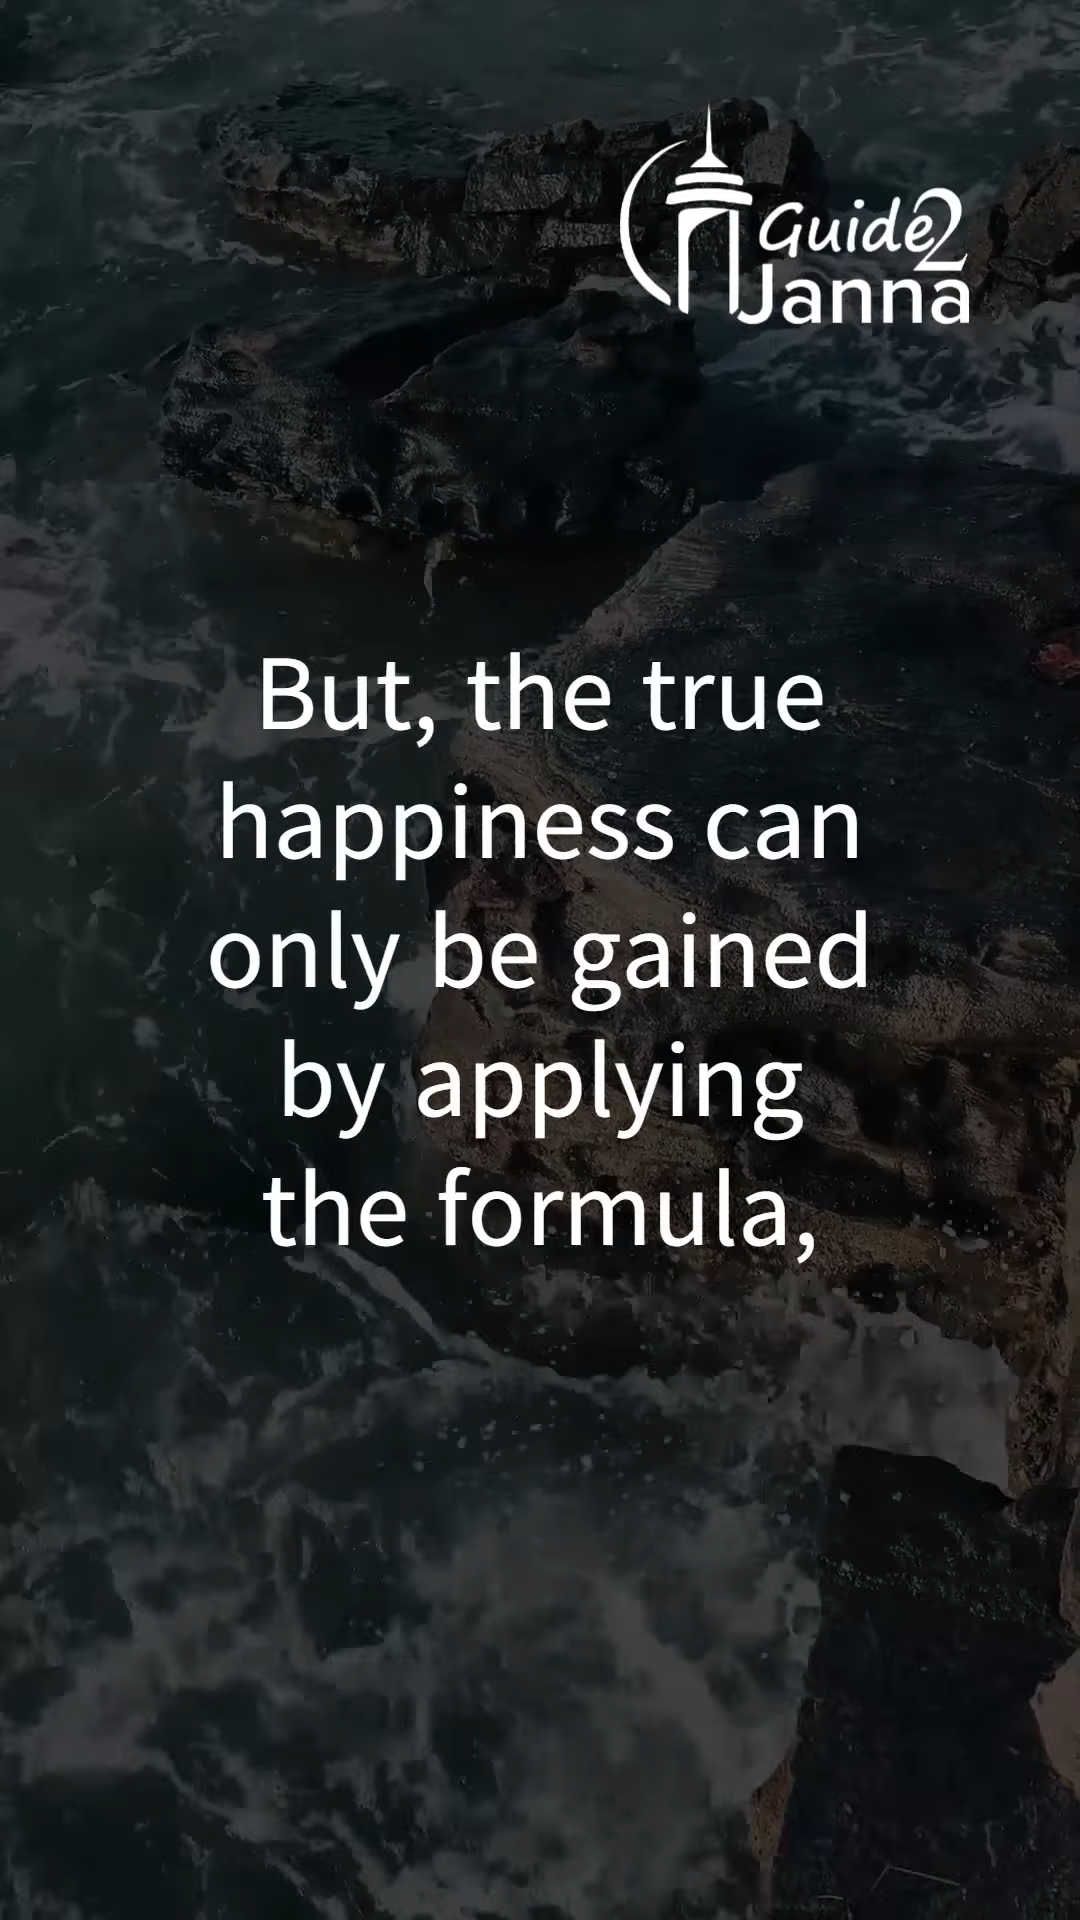 Guide2
Janna
But, the true
happiness can
only be gained
by applying
the formula,